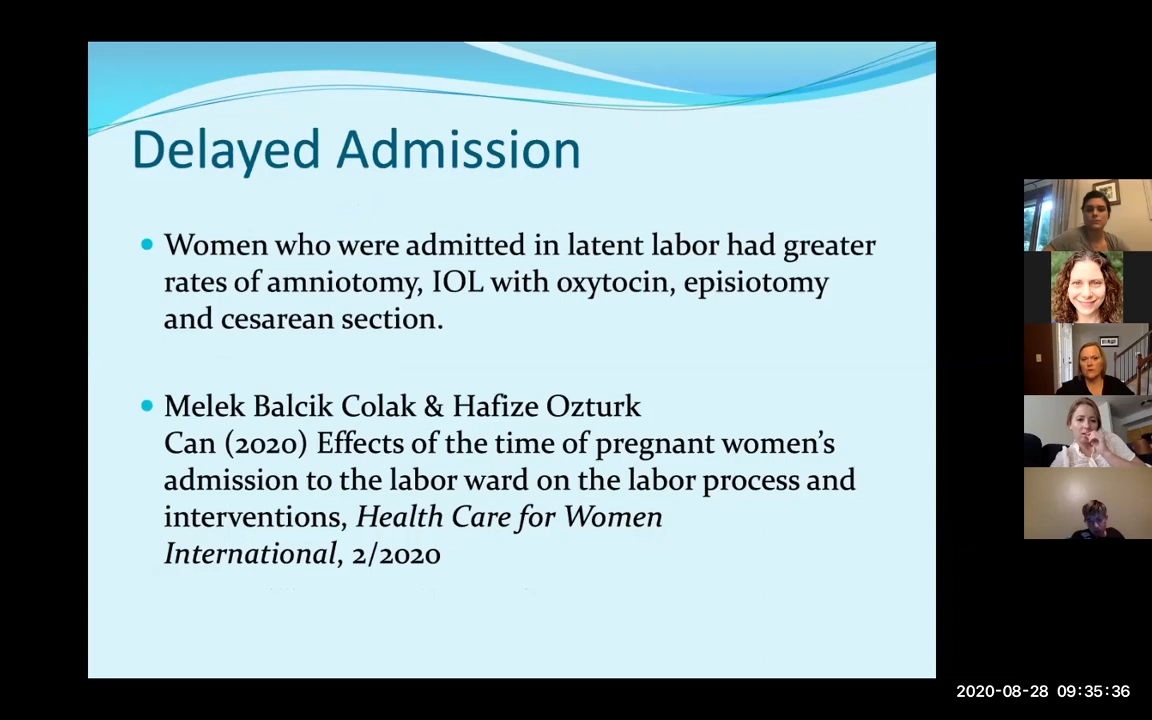 Delayed Admission
• Women who were admitted in latent labor had greater
rates of amniotomy, IOL with oxytocin, episiotomy
and cesarean section.
• Melek Balcik Colak & Hafize Ozturk
Can (2020) Effects of the time of pregnant women’s
admission to the labor ward on the labor process and
interventions, Health Care for Women
International, 2/2020
2020-08-28 09:35:36